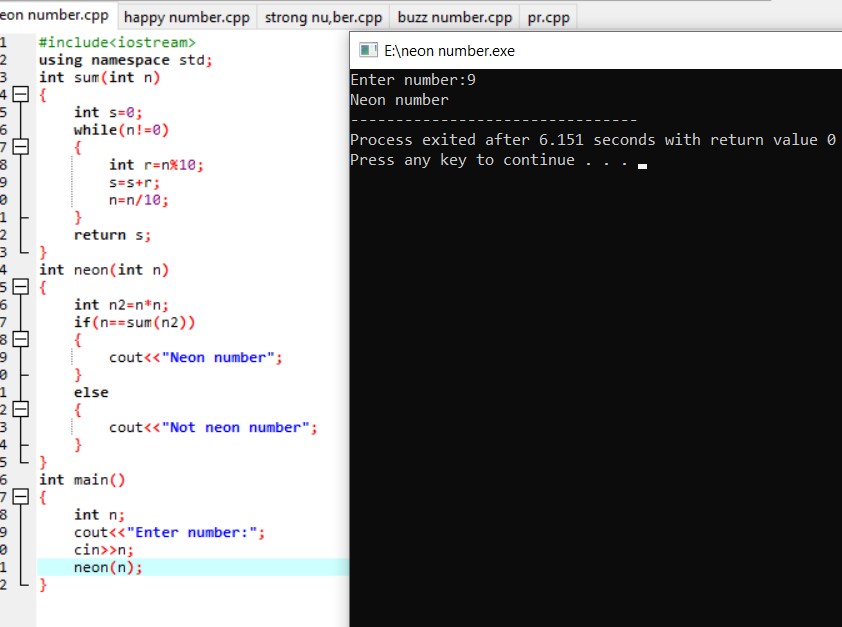 eon number.cpp happy number.cpp strong nu,ber.cpp buzz number.cpp pr.cpp
1 #include<iostream>
2 using namespace std;
3 int sum(int n)
4 {
5 int s=0;
6 while(n!=0)
7 {
8 int r=n%10;
9 s=s+r;
0 n=n/10;
1 }
2 return s;
3 }
4 int neon(int n)
5 {
6 int n2=n*n;
7 if(n==sum(n2))
8 {
9 cout<<"Neon number";
0 }
1 else
2 {
3 cout<<"Not neon number";
4 }
5 }
6 int main()
7 {
8 int n;
9 cout<<"Enter number:";
0 cin>>n;
1 neon(n);
2 }
E:\neon number.exe
Enter number:9
Neon number
--------------------------------
Process exited after 6.151 seconds with return value 0
Press any key to continue . . .